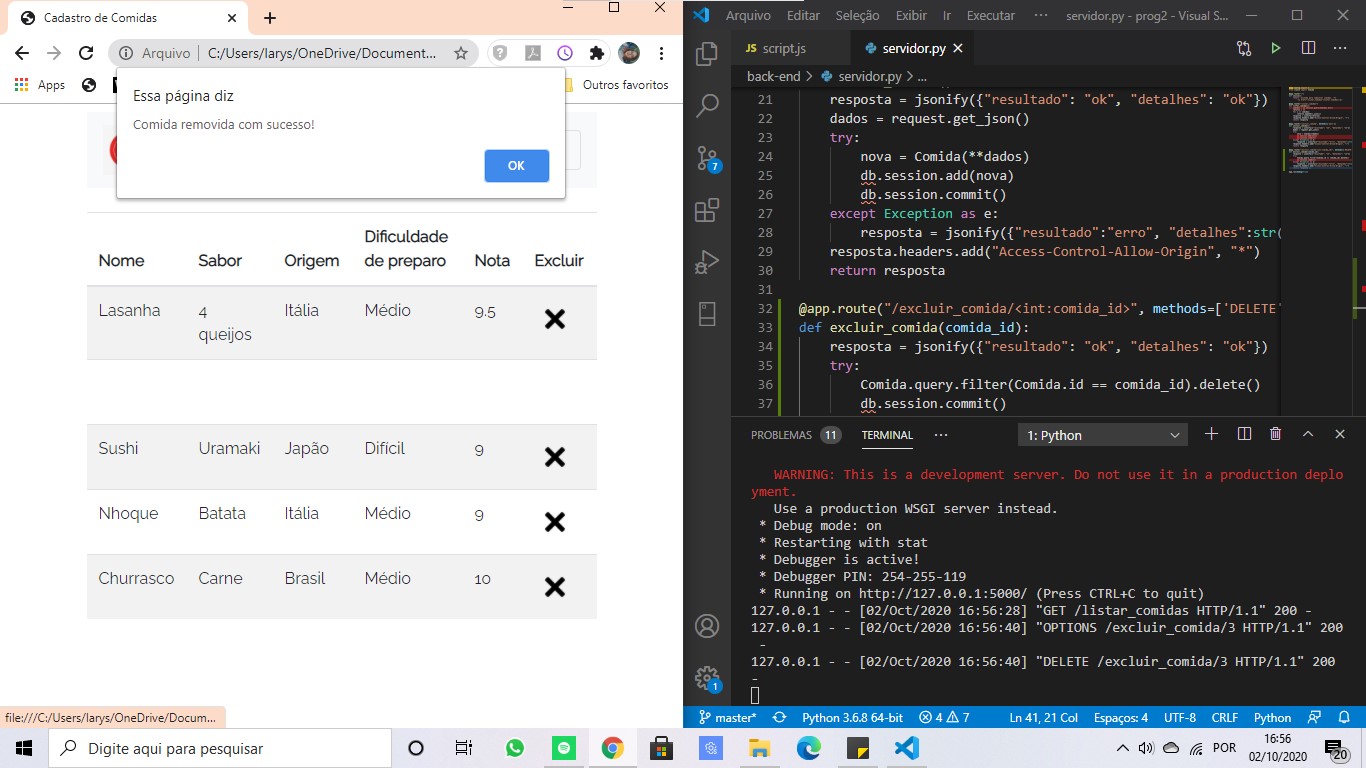 Cadastro de Comidas
Arquivo
C:/Users/larys/OneDrive/Document...
Apps
Outros favoritos
Essa página diz
Comida removida com sucesso!
OK
Nome Sabor Origem Dificuldade de preparo Nota Excluir
Lasanha 4 queijos Itália Médio 9.5
Sushi Uramaki Japão Difícil 9
Nhoque Batata Itália Médio 9
Churrasco Carne Brasil Médio 10
file:///C:/Users/larys/OneDrive/Docum...
Arquivo Editar Seleção Exibir Ir Executar ··· servidor.py - prog2 - Visual S...
JS script.js servidor.py
back-end > servidor.py > ...
21 resposta = jsonify({"resultado": "ok", "detalhes": "ok"})
22 dados = request.get_json()
23 try:
24 nova = Comida(**dados)
25 db.session.add(nova)
26 db.session.commit()
27 except Exception as e:
28 resposta = jsonify({"resultado":"erro", "detalhes":str(
29 resposta.headers.add("Access-Control-Allow-Origin", "*")
30 return resposta
31
32 @app.route("/excluir_comida/<int:comida_id>", methods=['DELETE'
33 def excluir_comida(comida_id):
34 resposta = jsonify({"resultado": "ok", "detalhes": "ok"})
35 try:
36 Comida.query.filter(Comida.id == comida_id).delete()
37 db.session.commit()
7
1
PROBLEMAS 11 TERMINAL ··· 1: Python
WARNING: This is a development server. Do not use it in a production deplo
yment.
Use a production WSGI server instead.
* Debug mode: on
* Restarting with stat
* Debugger is active!
* Debugger PIN: 254-255-119
* Running on http://127.0.0.1:5000/ (Press CTRL+C to quit)
127.0.0.1 - - [02/Oct/2020 16:56:28] "GET /listar_comidas HTTP/1.1" 200 -
127.0.0.1 - - [02/Oct/2020 16:56:40] "OPTIONS /excluir_comida/3 HTTP/1.1" 200
-
127.0.0.1 - - [02/Oct/2020 16:56:40] "DELETE /excluir_comida/3 HTTP/1.1" 200
-
master* Python 3.6.8 64-bit 4 7 Ln 41, 21 Col Espaços: 4 UTF-8 CRLF Python
Digite aqui para pesquisar
POR
16:56
02/10/2020
20